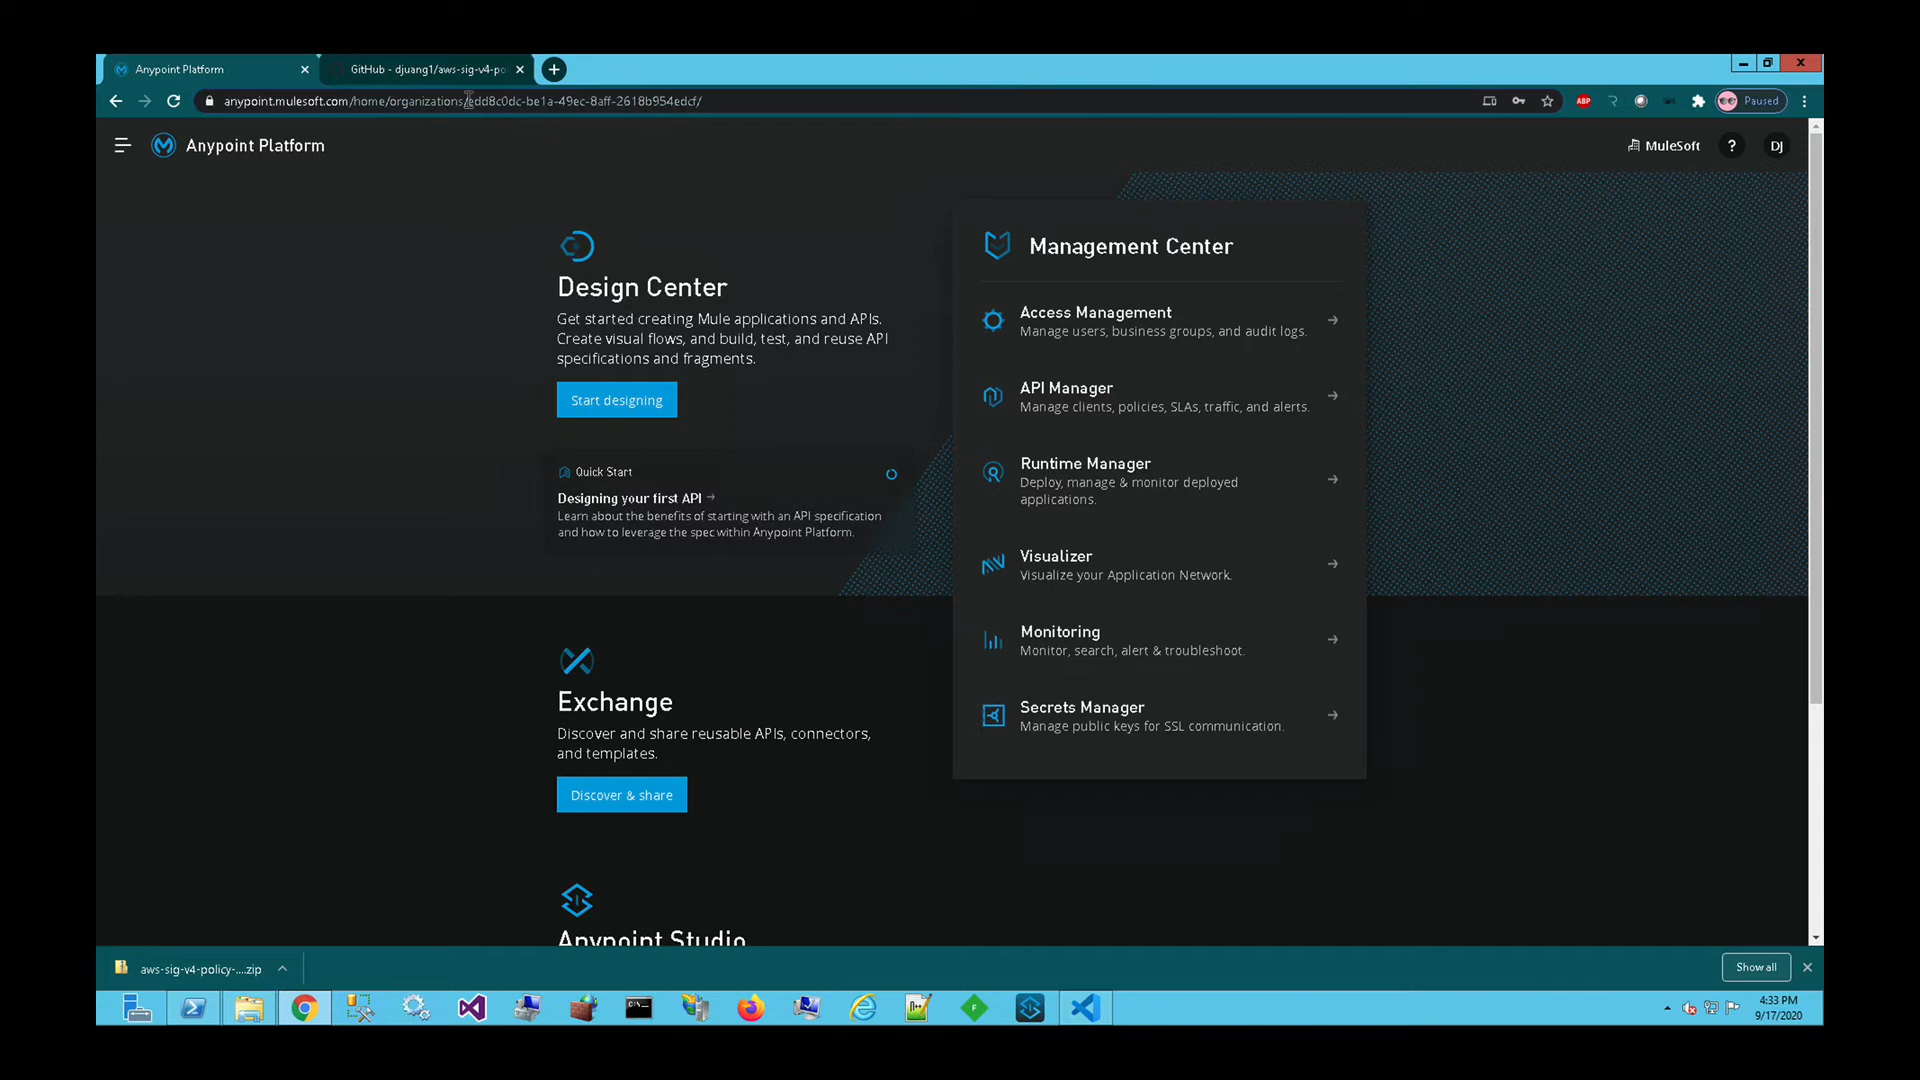 Anypoint Platform
GitHub - djuang1/aws-sig-v4-po
anypoint.mulesoft.com/home/organizations/edd8c0dc-be1a-49ec-8aff-2618b954edcf/
ABP
Paused
Anypoint Platform
MuleSoft
?
DJ
Design Center
Get started creating Mule applications and APIs.
Create visual flows, and build, test, and reuse API
specifications and fragments.
Start designing
Quick Start
Designing your first API
Learn about the benefits of starting with an API specification
and how to leverage the spec within Anypoint Platform.
Management Center
Access Management
Manage users, business groups, and audit logs.
API Manager
Manage clients, policies, SLAs, traffic, and alerts.
Runtime Manager
Deploy, manage & monitor deployed
applications.
Visualizer
Visualize your Application Network.
Monitoring
Monitor, search, alert & troubleshoot.
Secrets Manager
Manage public keys for SSL communication.
Exchange
Discover and share reusable APIs, connectors,
and templates.
Discover & share
Anypoint Studio
aws-sig-v4-policy-....zip
Show all
4:33 PM
9/17/2020